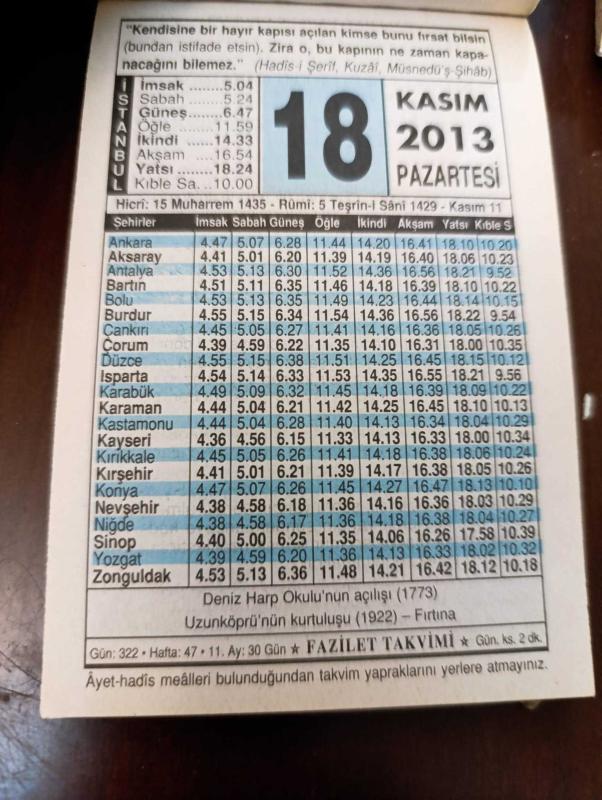 "Kendisine bir hayır kapısı açılan kimse bunu fırsat bilsin
(bundan istifade etsin). Zira o, bu kapının ne zaman kapa-
nacağını bilemez." (Hadîs-i Şerîf, Kuzâî, Müsnedü'ş-Şihâb)
İSTANBUL
İmsak ........5.04
Sabah ......5.24
Güneş......6.47
Öğle ......11.59
İkindi .....14.33
Akşam ....16.54
Yatsı ......18.24
Kıble Sa. ..10.00
18
KASIM
2013
PAZARTESİ
Hicrî: 15 Muharrem 1435 - Rûmî: 5 Teşrîn-i Sânî 1429 - Kasım 11
Şehirler İmsak Sabah Güneş Öğle İkindi Akşam Yatsı Kıble S
Ankara 4.47 5.07 6.28 11.44 14.20 16.41 18.10 10.20
Aksaray 4.41 5.01 6.20 11.39 14.19 16.40 18.06 10.23
Antalya 4.53 5.13 6.30 11.52 14.36 16.56 18.21 9.52
Bartın 4.51 5.11 6.35 11.46 14.18 16.39 18.10 10.22
Bolu 4.53 5.13 6.35 11.49 14.23 16.44 18.14 10.15
Burdur 4.55 5.15 6.34 11.54 14.36 16.56 18.22 9.54
Çankırı 4.45 5.05 6.27 11.41 14.16 16.36 18.05 10.26
Çorum 4.39 4.59 6.22 11.35 14.10 16.31 18.00 10.35
Düzce 4.55 5.15 6.38 11.51 14.25 16.45 18.15 10.12
Isparta 4.54 5.14 6.33 11.53 14.35 16.55 18.21 9.56
Karabük 4.49 5.09 6.32 11.45 14.18 16.39 18.09 10.22
Karaman 4.44 5.04 6.21 11.42 14.25 16.45 18.10 10.13
Kastamonu 4.44 5.04 6.28 11.40 14.13 16.34 18.04 10.29
Kayseri 4.36 4.56 6.15 11.33 14.13 16.33 18.00 10.34
Kırıkkale 4.45 5.05 6.26 11.41 14.18 16.38 18.06 10.24
Kırşehir 4.41 5.01 6.21 11.39 14.17 16.38 18.05 10.26
Konya 4.47 5.07 6.26 11.45 14.27 16.47 18.13 10.10
Nevşehir 4.38 4.58 6.18 11.36 14.16 16.36 18.03 10.29
Niğde 4.38 4.58 6.17 11.36 14.18 16.38 18.04 10.27
Sinop 4.40 5.00 6.25 11.35 14.06 16.26 17.58 10.39
Yozgat 4.39 4.59 6.20 11.36 14.13 16.33 18.02 10.32
Zonguldak 4.53 5.13 6.36 11.48 14.21 16.42 18.12 10.18
Deniz Harp Okulu'nun açılışı (1773)
Uzunköprü'nün kurtuluşu (1922) – Fırtına
Gün: 322 • Hafta: 47 • 11. Ay: 30 Gün ★ FAZİLET TAKVİMİ ★ Gün. ks. 2 dk.
Âyet-hadîs meâlleri bulunduğundan takvim yapraklarını yerlere atmayınız.